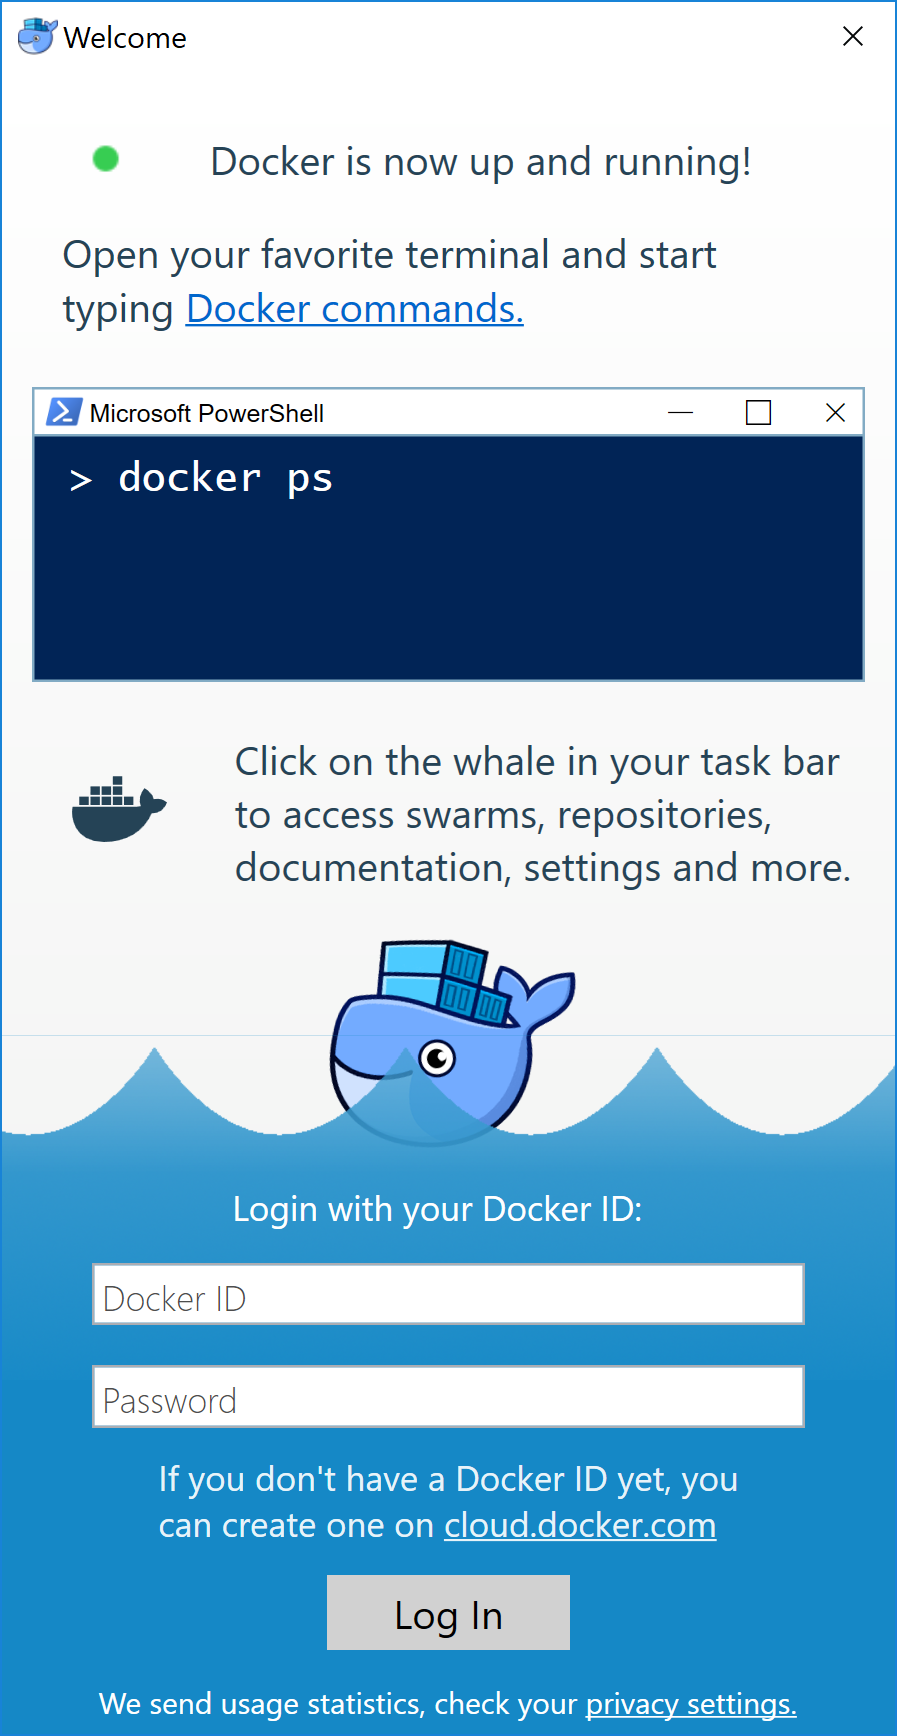 Welcome
Docker is now up and running!
Open your favorite terminal and start
typing Docker commands.
Microsoft PowerShell
> docker ps
Click on the whale in your task bar
to access swarms, repositories,
documentation, settings and more.
Login with your Docker ID:
Docker ID
Password
If you don't have a Docker ID yet, you
can create one on cloud.docker.com
Log In
We send usage statistics, check your privacy settings.